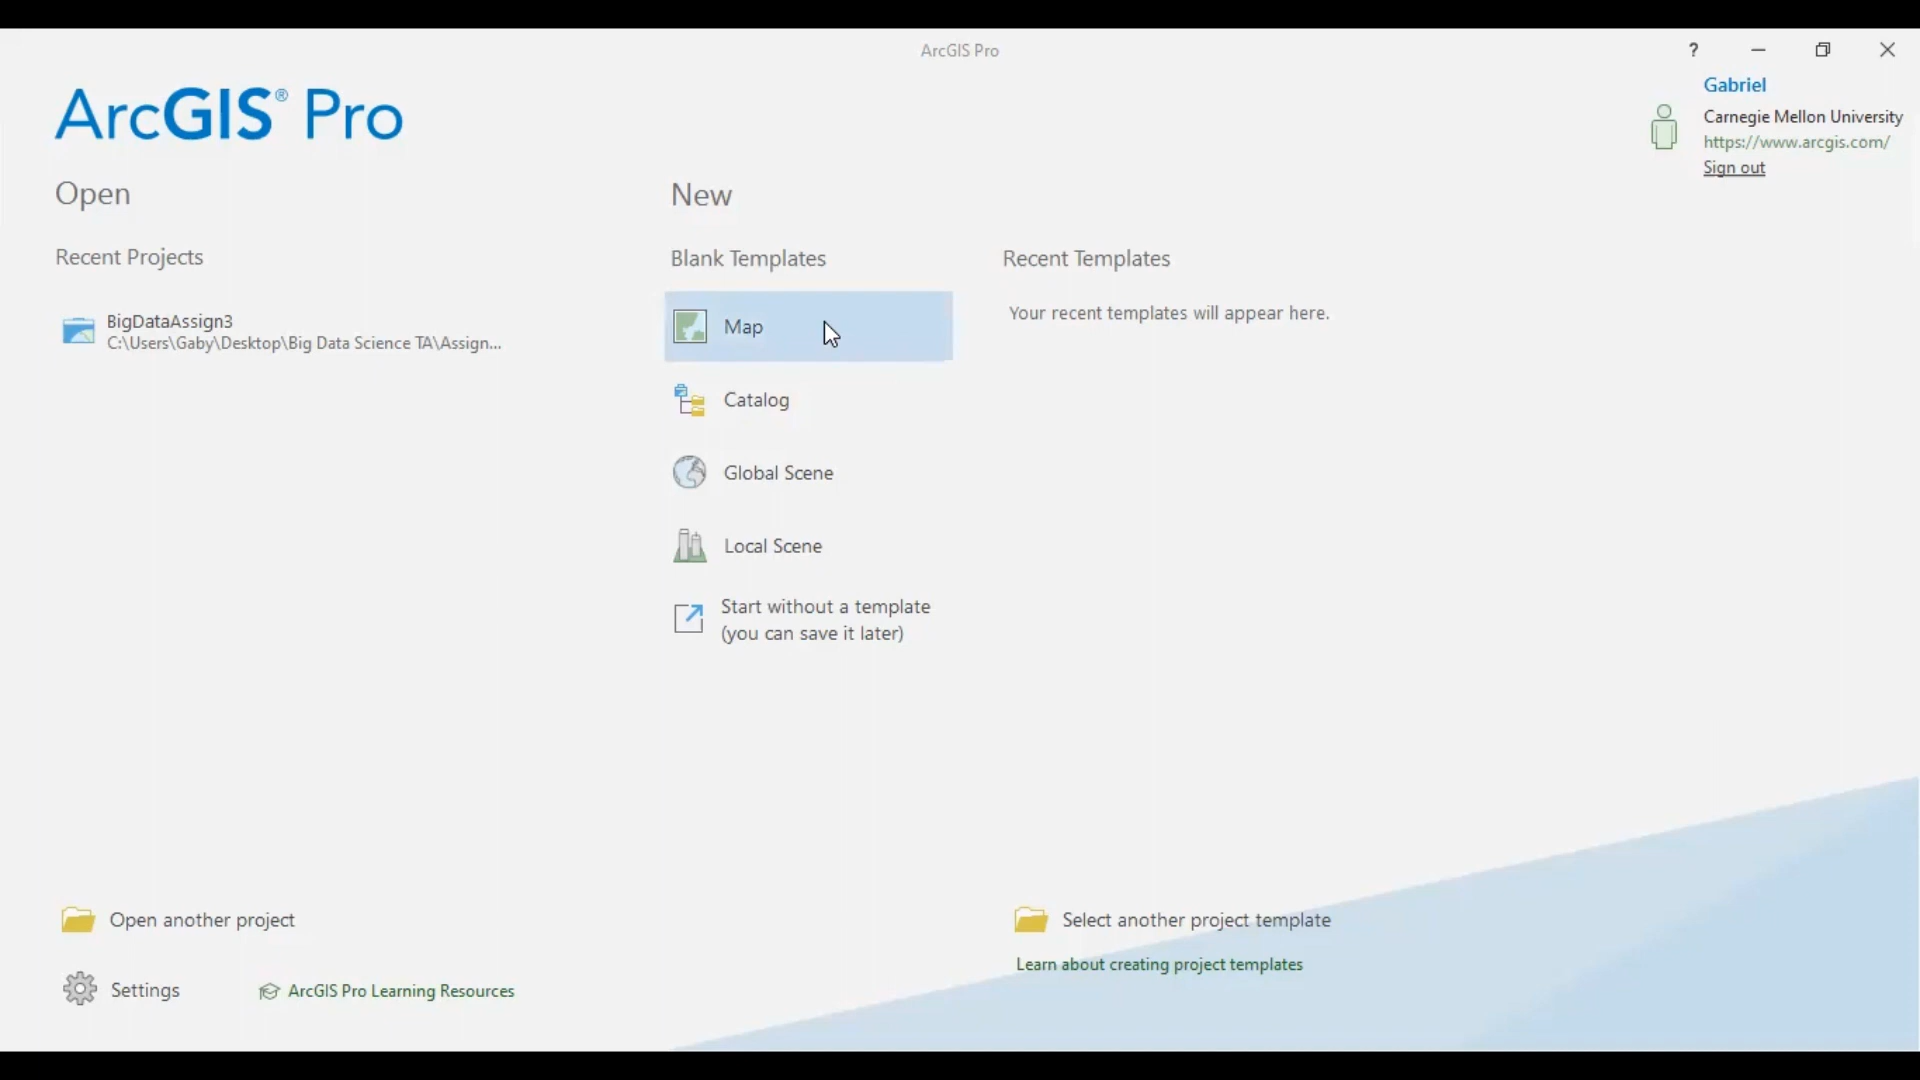 ArcGIS Pro
?
Gabriel
Carnegie Mellon University
https://www.arcgis.com/
Sign out
ArcGIS® Pro
Open
Recent Projects
BigDataAssign3
C:\Users\Gaby\Desktop\Big Data Science TA\Assign...
New
Blank Templates
Map
Catalog
Global Scene
Local Scene
Start without a template
(you can save it later)
Recent Templates
Your recent templates will appear here.
Open another project
Settings
ArcGIS Pro Learning Resources
Select another project template
Learn about creating project templates